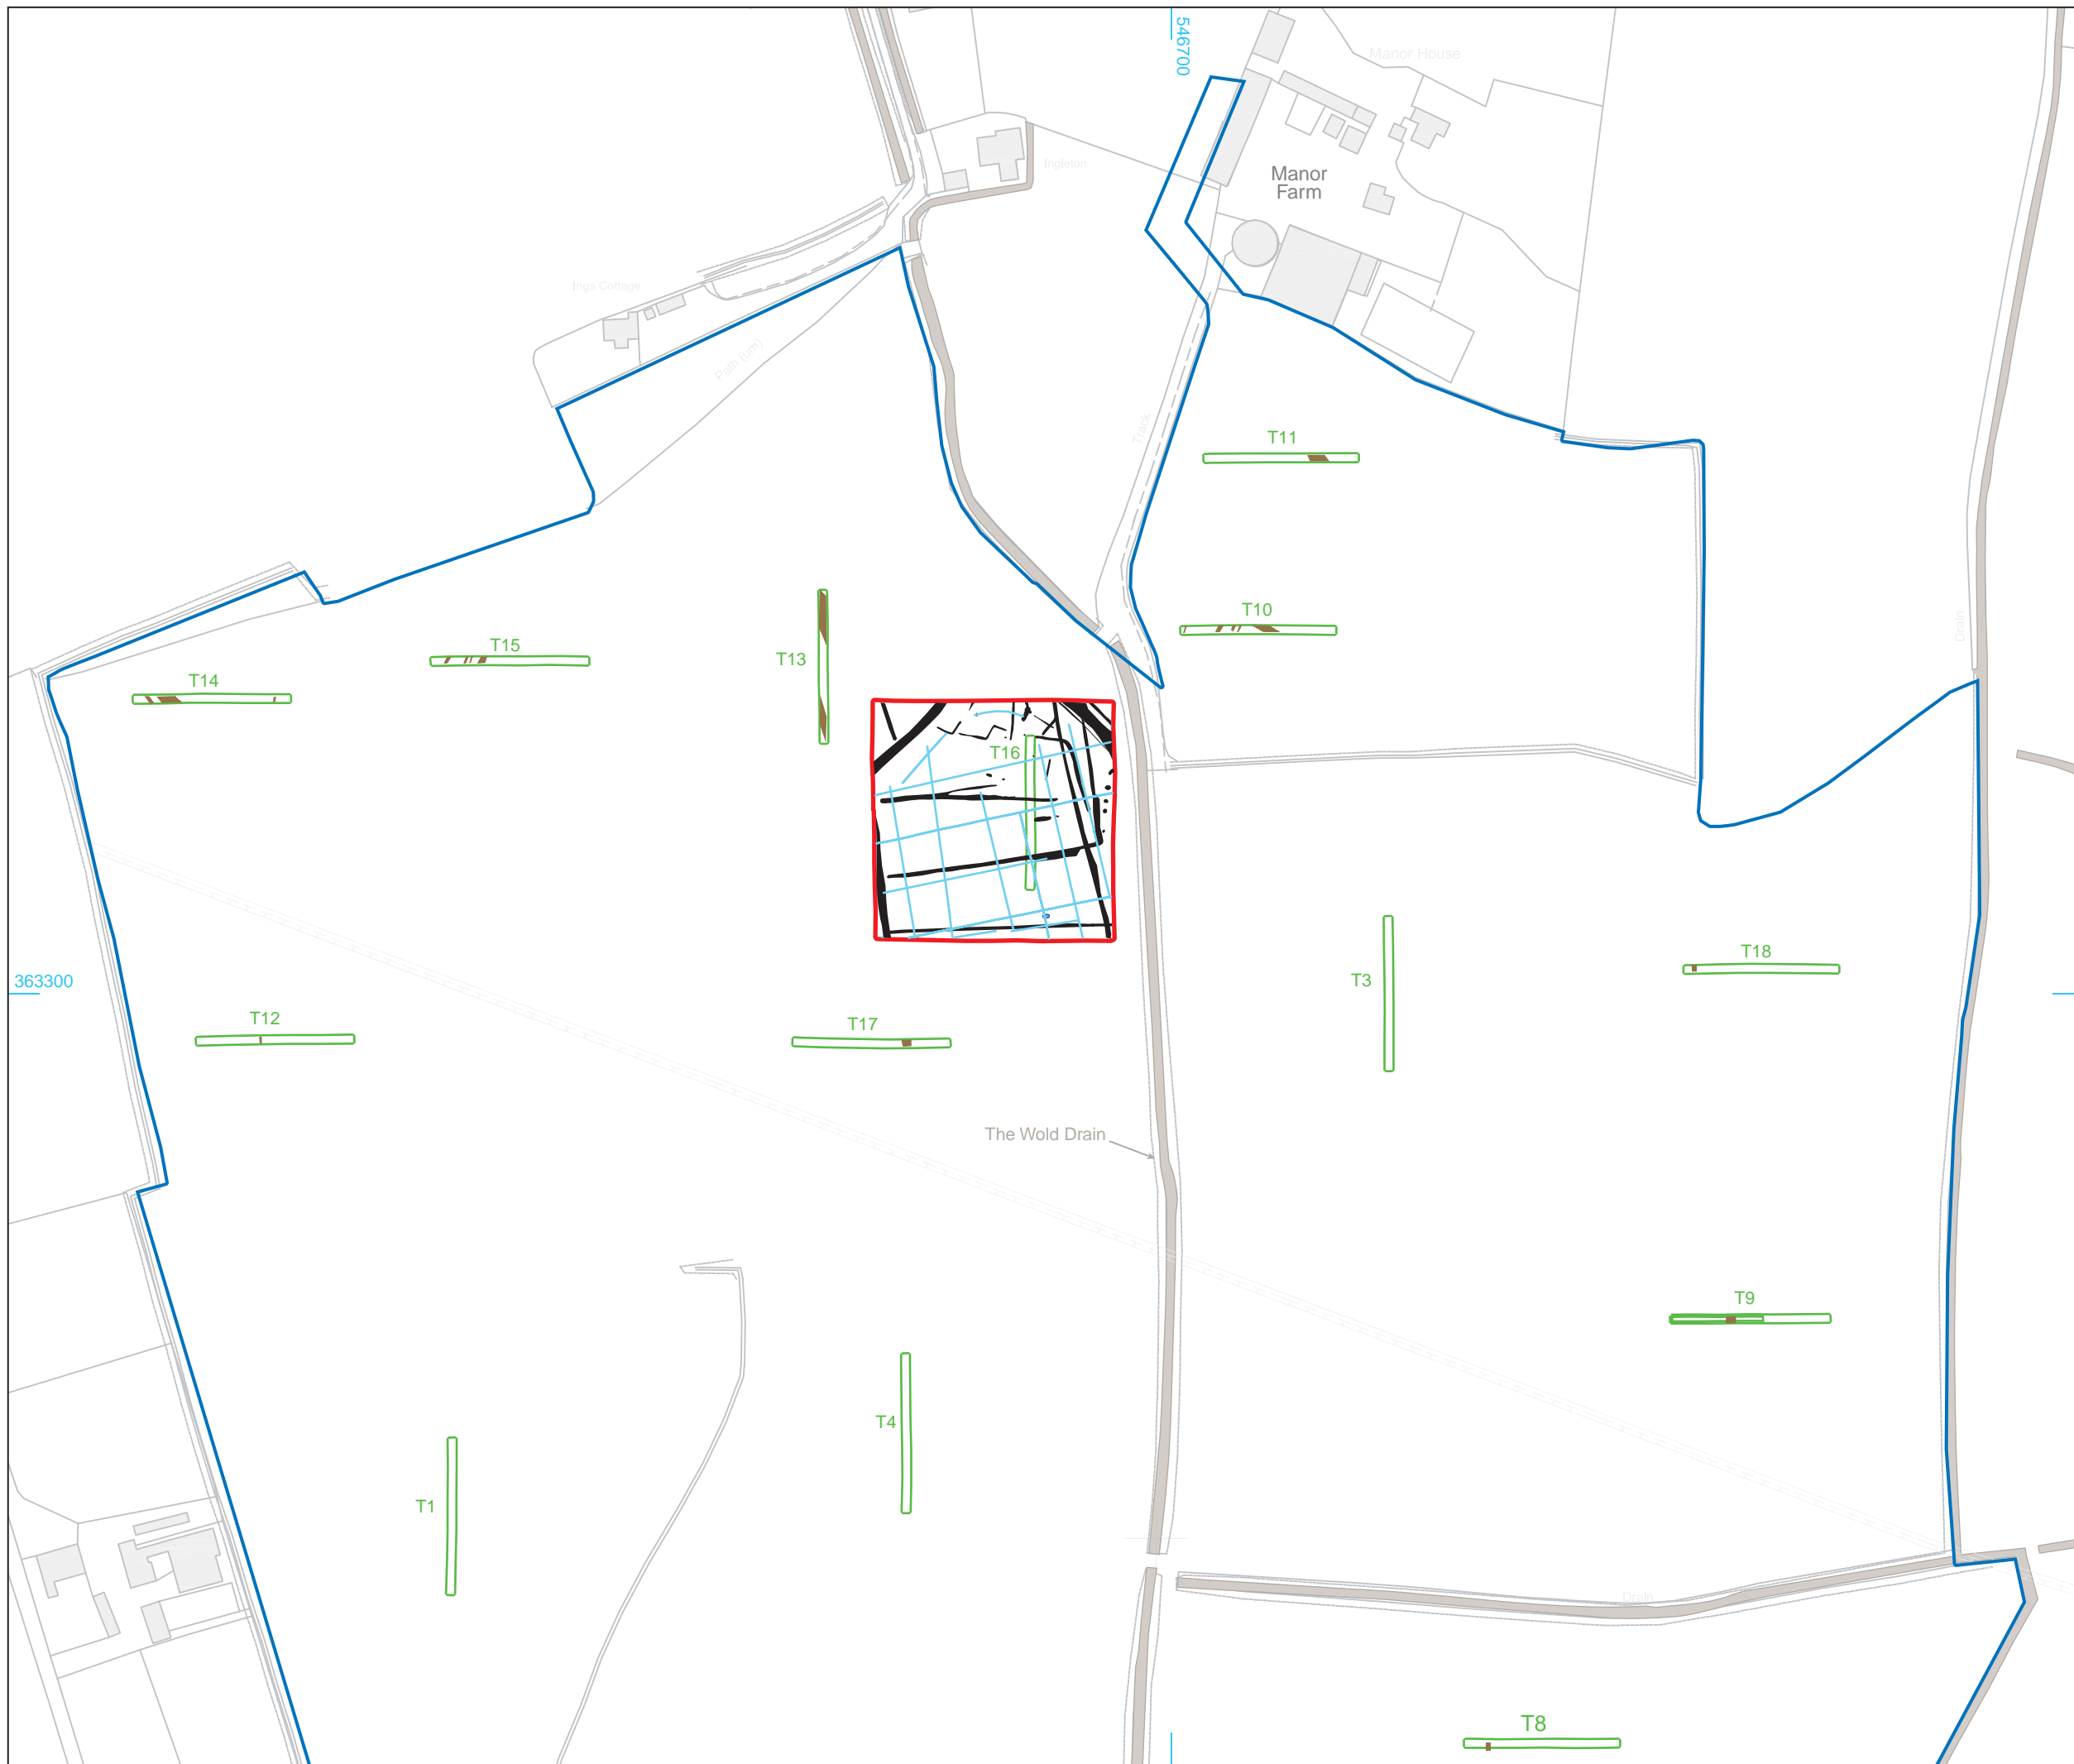 546700
Manor House
Ingleton
Manor
Farm
Ings Cottage
Path (um)
Track
T11
T10
Drain
T15
T13
T14
T16
363300
T18
T3
T12
T17
The Wold Drain
T9
T4
T1
Drain
T8